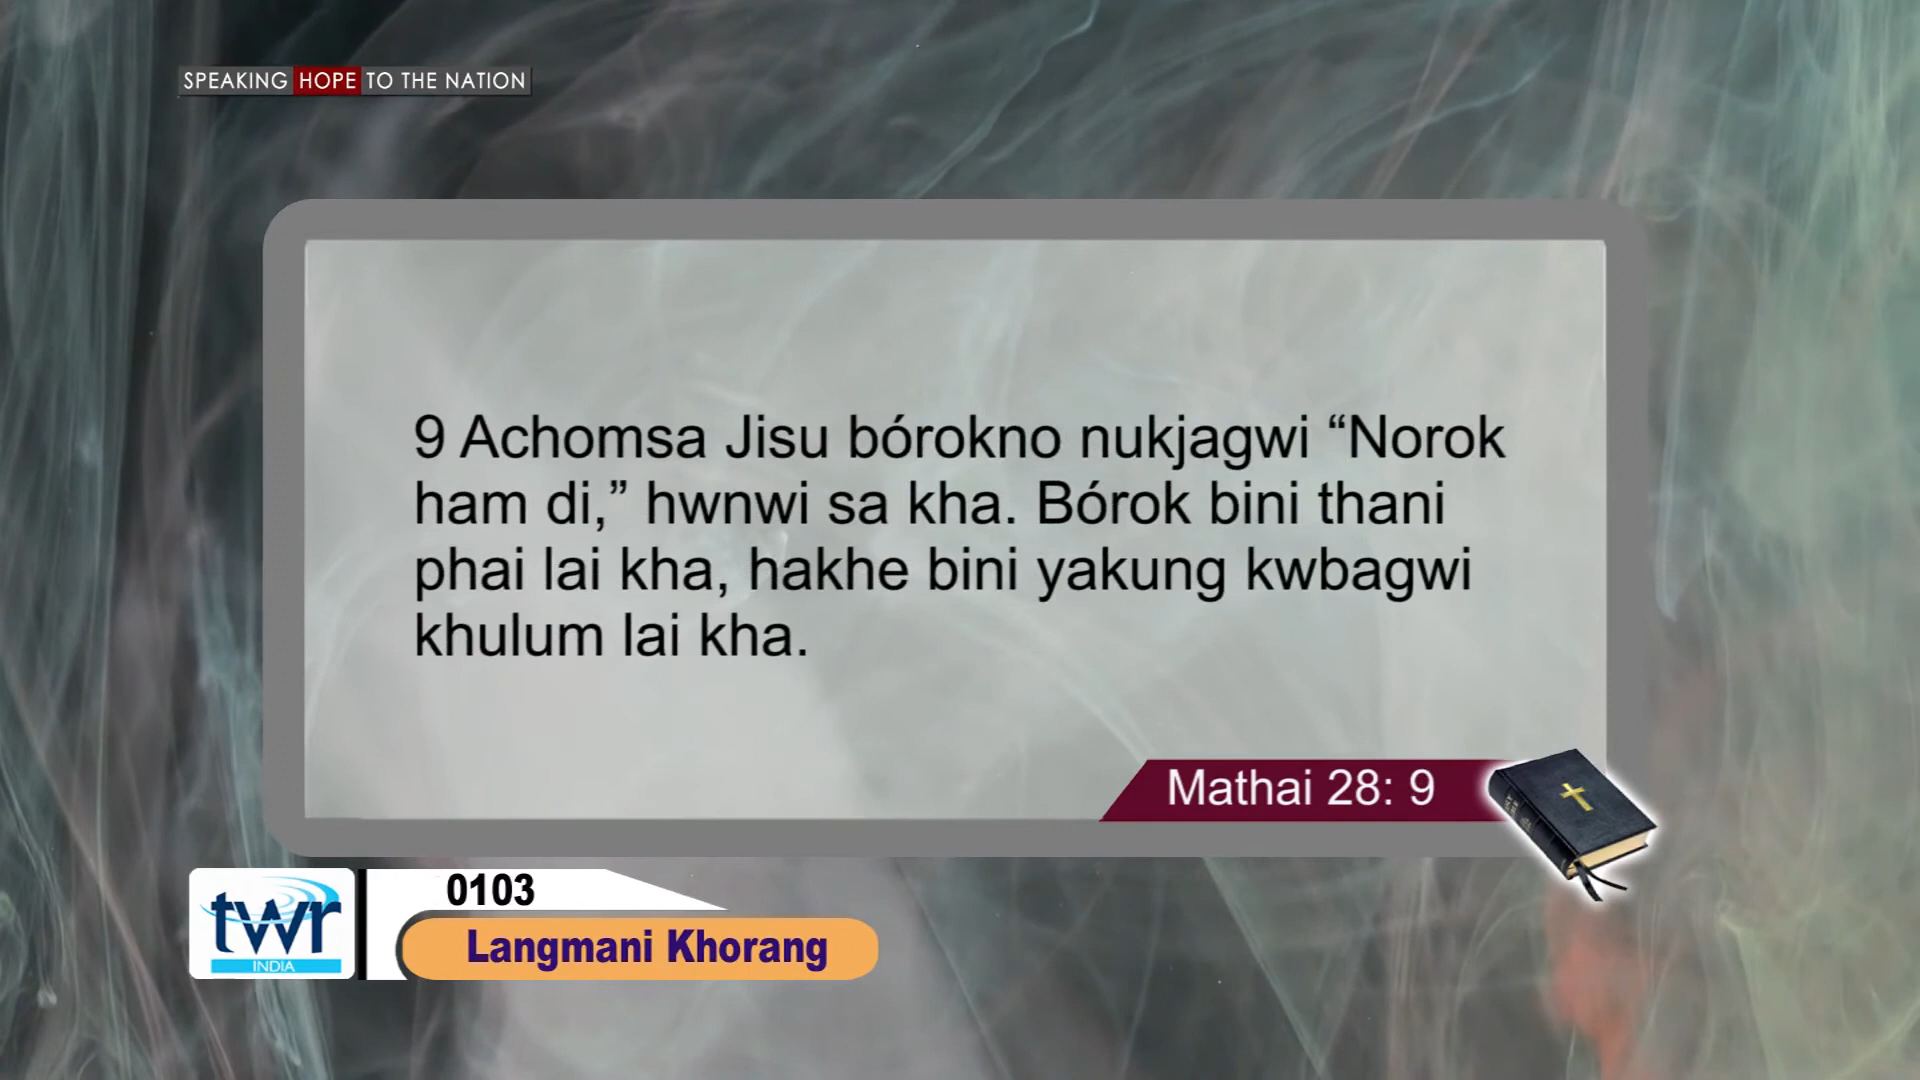 SPEAKING HOPE TO THE NATION
9 Achomsa Jisu bórokno nukjagwi “Norok
ham di,” hwnwi sa kha. Bórok bini thani
phai lai kha, hakhe bini yakung kwbagwi
khulum lai kha.
Mathai 28: 9
twr
INDIA
0103
Langmani Khorang